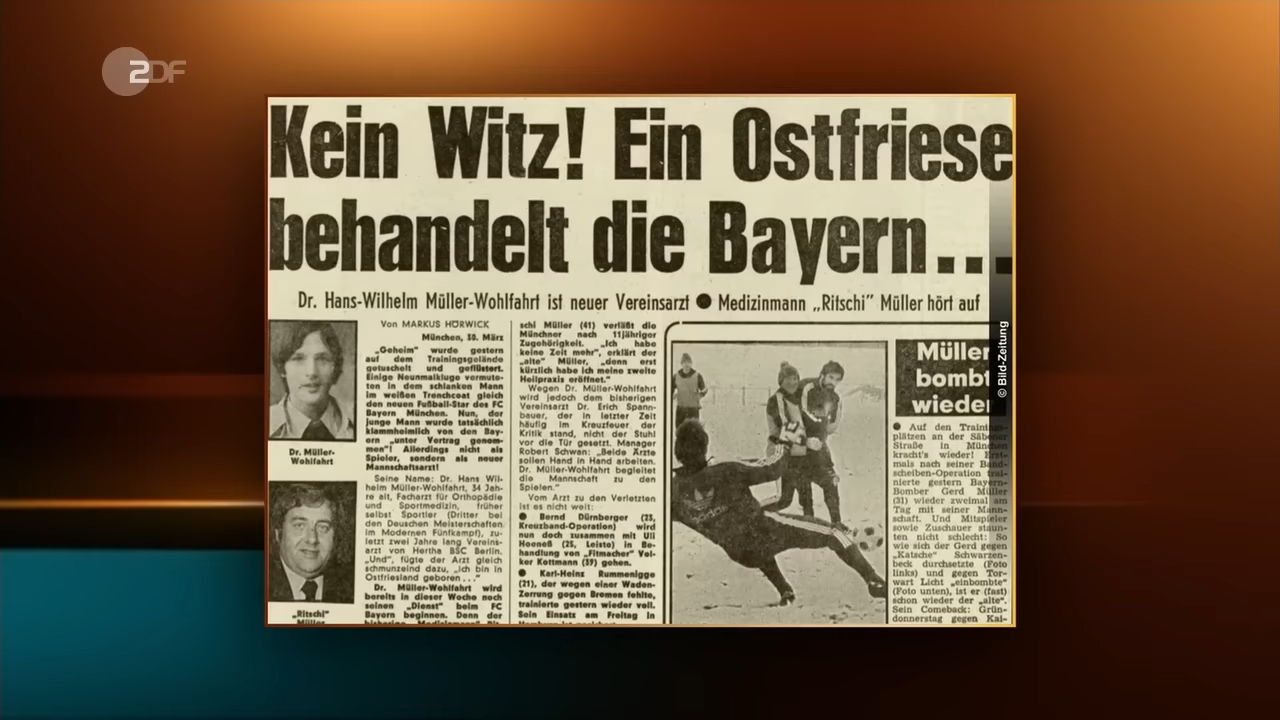 ZDF
Kein Witz! Ein Ostfriese
behandelt die Bayern...
Dr. Hans-Wilhelm Müller-Wohlfahrt ist neuer Vereinsarzt ● Medizinmann „Ritschi” Müller hört auf
Dr. Müller-
Wohlfahrt
„Ritschi”
Müller
Von MARKUS HÖRWICK
München, 30. März
„Geheim” wurde gestern
auf dem Trainingsgelände
getuschelt und geflüstert.
Einige Neunmalkluge vermute-
ten in dem schlanken Mann
im weißen Trenchcoat gleich
den neuen Fußball-Star des FC
Bayern München. Nun, der
junge Mann wurde tatsächlich
klammheimlich von den Bay-
ern „unter Vertrag genom-
men”! Allerdings nicht als
Spieler, sondern als neuer
Mannschaftsarzt!
Seine Name: Dr. Hans Wil-
helm Müller-Wohlfahrt, 34 Jah-
re alt, Facharzt für Orthopädie
und Sportmedizin, früher
selbst Sportler (Dritter bei
den Deuschen Meisterschaften
im Modernen Fünfkampf), zu-
letzt zwei Jahre lang Vereins-
arzt von Hertha BSC Berlin.
„Und”, fügte der Arzt gleich
schmunzelnd dazu, „ich bin in
Ostfriesland geboren...”
Dr. Müller-Wohlfahrt wird
bereits in dieser Woche noch
seinen „Dienst” beim FC
Bayern beginnen. Denn der
bisherige „Medizinmann” Rit-
schi Müller (41) verläßt die
Münchner nach 11jähriger
Zugehörigkeit. „Ich habe
keine Zeit mehr”, erklärt der
„alte” Müller, „denn erst
kürzlich habe ich meine zweite
Heilpraxis eröffnet.”
Wegen Dr. Müller-Wohlfahrt
wird jedoch dem bisherigen
Vereinsarzt Dr. Erich Spann-
bauer, der in letzter Zeit
häufig im Kreuzfeuer der
Kritik stand, nicht der Stuhl
vor die Tür gesetzt. Manager
Robert Schwan: „Beide Ärzte
sollen Hand in Hand arbeiten.
Dr. Müller-Wohlfahrt begleitet
die Mannschaft zu den
Spielen.”
Vom Arzt zu den Verletzten
ist es nicht weit:
● Bernd Dürnberger (23,
Kreuzband-Operation) wird
nun doch zusammen mit Uli
Hoeneß (25, Leiste) in Be-
handlung von „Fitmacher” Vol-
ker Kottmann (39) gehen.
● Karl-Heinz Rummenigge
(21), der wegen einer Waden-
Zerrung gegen Bremen fehlte,
trainierte gestern wieder voll.
Sein Einsatz am Freitag in
Müller
bombt
wieder
● Auf den Trainings-
plätzen an der Säbener
Straße in München
kracht's wieder! Erst-
mals nach seiner Band-
scheiben-Operation trai-
nierte gestern Bayern-
Bomber Gerd Müller
(31) wieder zweimal am
Tag mit seiner Mann-
schaft. Und Mitspieler
sowie Zuschauer staun-
ten nicht schlecht: So
wie sich der Gerd gegen
„Katsche” Schwarzen-
beck durchsetzte (Foto
links) und gegen Tor-
wart Licht „einbombte”
(Foto unten), ist er (fast)
schon wieder der „alte”.
Sein Comeback: Grün-
donnerstag gegen Kai-
© Bild-Zeitung